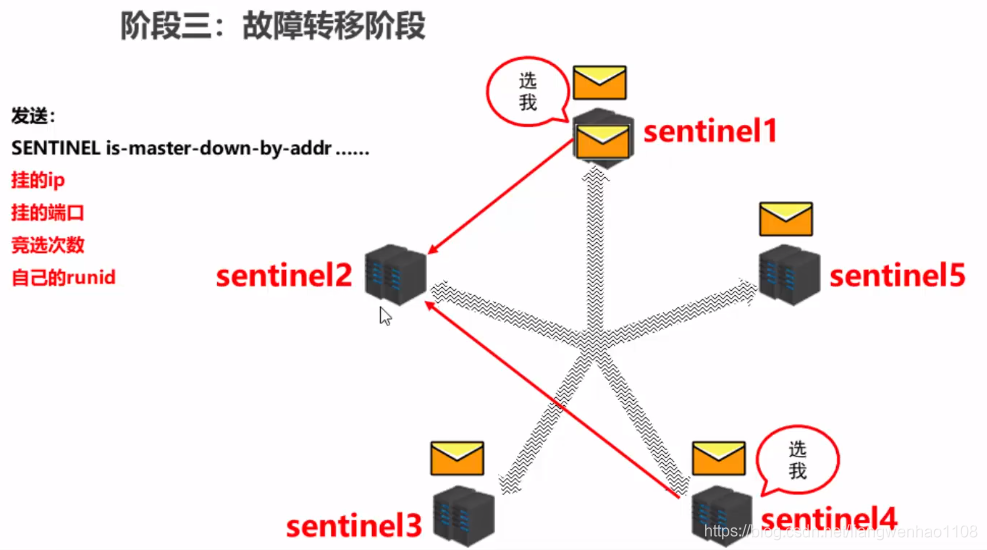 阶段三：故障转移阶段
发送：
SENTINEL is-master-down-by-addr ......
挂的ip
挂的端口
竞选次数
自己的runid
选
我
sentinel1
sentinel2
sentinel5
选
我
sentinel3
sentinel4
https://blog.csdn.net/liangwenhao1108